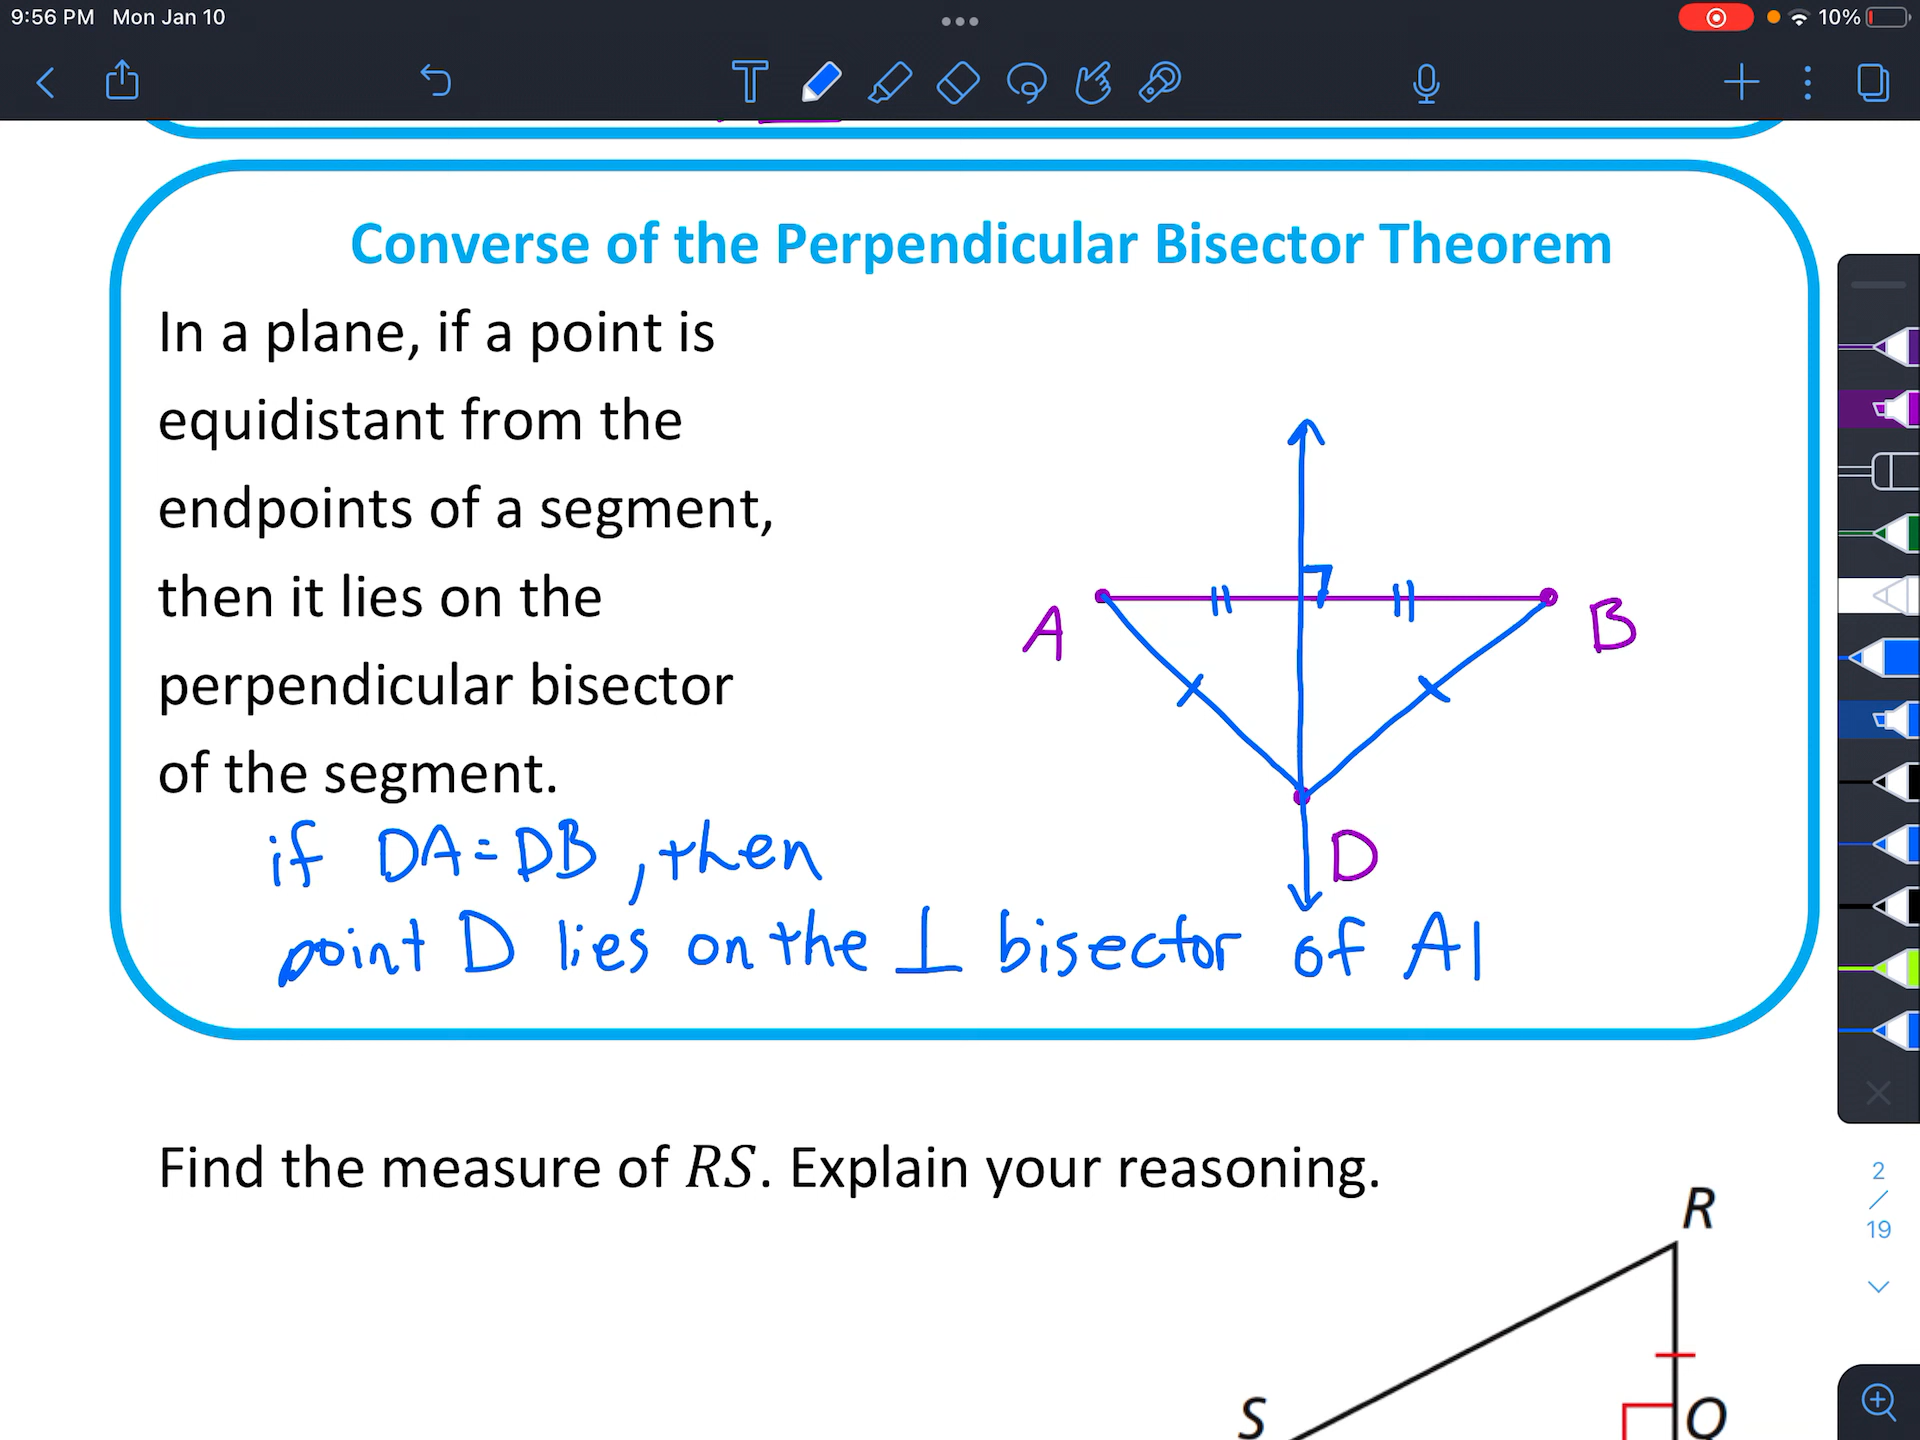 9:56 PM Mon Jan 10
10%
T
Converse of the Perpendicular Bisector Theorem
In a plane, if a point is
equidistant from the
endpoints of a segment,
then it lies on the
perpendicular bisector
of the segment.
A
B
D
if DA=DB, then
point D lies on the ⊥ bisector of A|
Find the measure of RS. Explain your reasoning.
2
/
19
R
S
Q